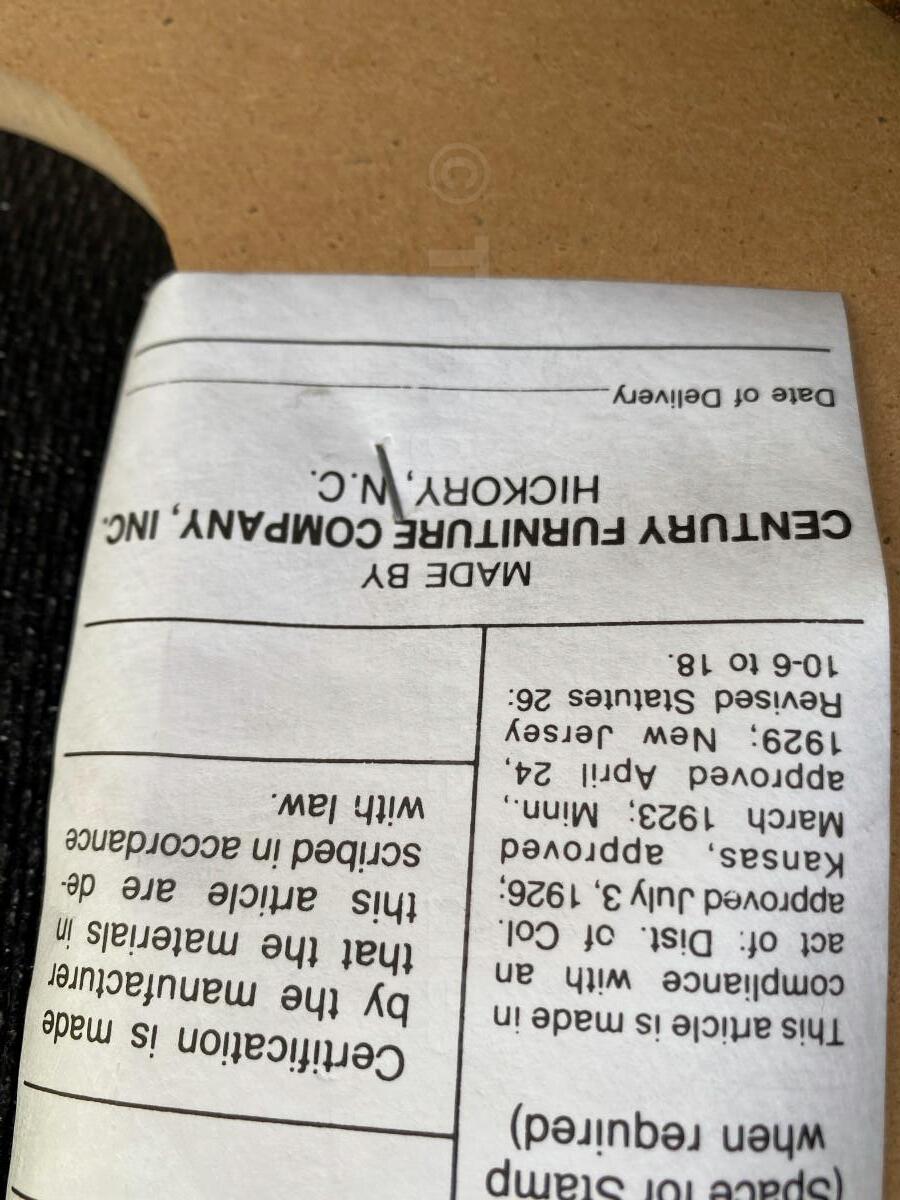 (Space for Stamp
when required)
This article is made in
compliance with an
act of: Dist. of Col.
approved July 3, 1926;
Kansas, approved
March 1923; Minn.,
approved April 24,
1929; New Jersey
Revised Statutes 26:
10-6 to 18.
Certification is made
by the manufacturer
that the materials in
this article are de-
scribed in accordance
with law.
MADE BY
CENTURY FURNITURE COMPANY, INC.
HICKORY, N.C.
Date of Delivery
©